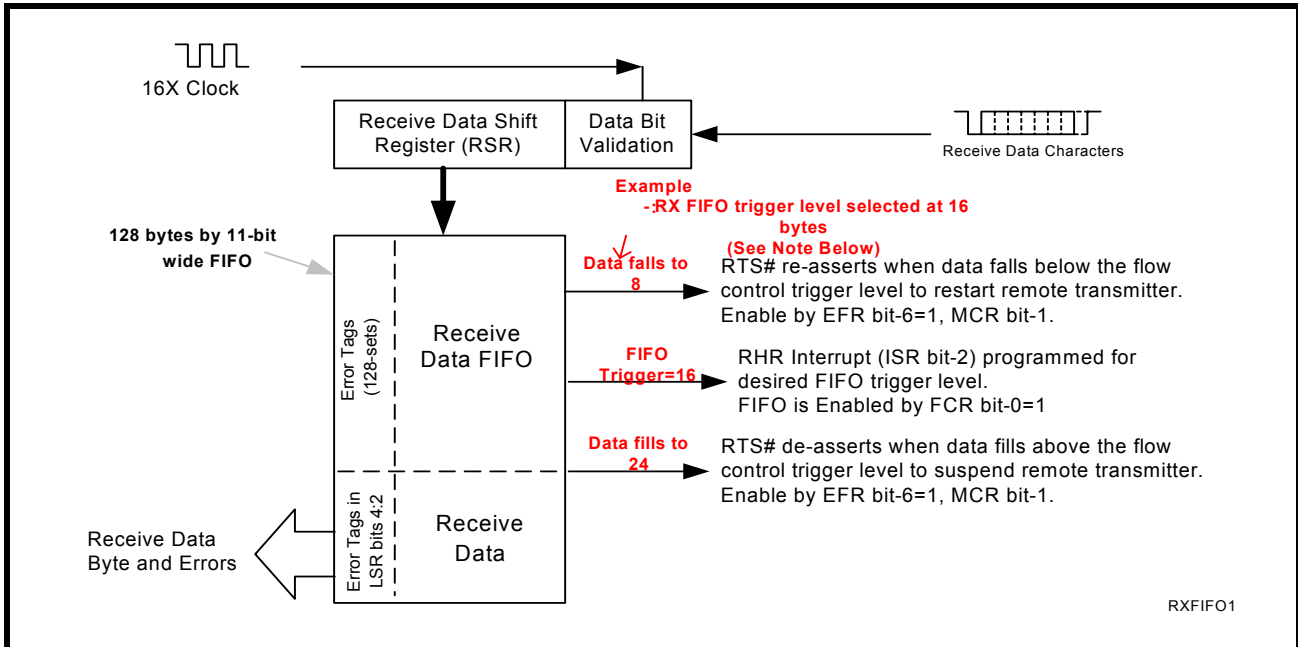 16X Clock
Receive Data Shift
Register (RSR)
Data Bit
Validation
Receive Data Characters
Example
-:RX FIFO trigger level selected at 16
bytes
(See Note Below)
128 bytes by 11-bit
wide FIFO
Data falls to
8
RTS# re-asserts when data falls below the flow
control trigger level to restart remote transmitter.
Enable by EFR bit-6=1, MCR bit-1.
Error Tags
(128-sets)
Receive
Data FIFO
FIFO
Trigger=16
RHR Interrupt (ISR bit-2) programmed for
desired FIFO trigger level.
FIFO is Enabled by FCR bit-0=1
Data fills to
24
RTS# de-asserts when data fills above the flow
control trigger level to suspend remote transmitter.
Enable by EFR bit-6=1, MCR bit-1.
Error Tags in
LSR bits 4:2
Receive
Data
Receive Data
Byte and Errors
RXFIFO1